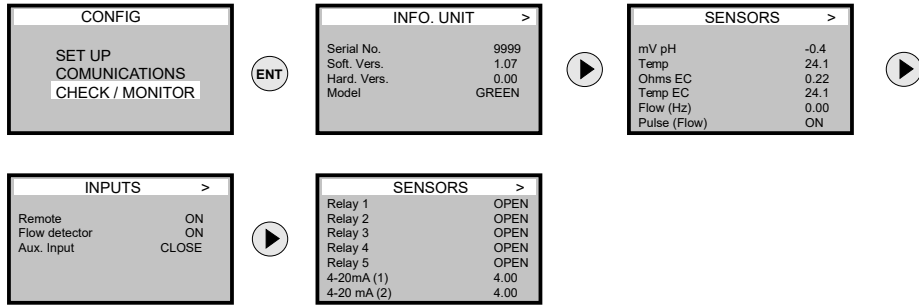 CONFIG
SET UP
COMUNICATIONS
CHECK / MONITOR
ENT
INFO. UNIT >
Serial No. 9999
Soft. Vers. 1.07
Hard. Vers. 0.00
Model GREEN
SENSORS >
mV pH -0.4
Temp 24.1
Ohms EC 0.22
Temp EC 24.1
Flow (Hz) 0.00
Pulse (Flow) ON
INPUTS >
Remote ON
Flow detector ON
Aux. Input CLOSE
SENSORS >
Relay 1 OPEN
Relay 2 OPEN
Relay 3 OPEN
Relay 4 OPEN
Relay 5 OPEN
4-20mA (1) 4.00
4-20 mA (2) 4.00